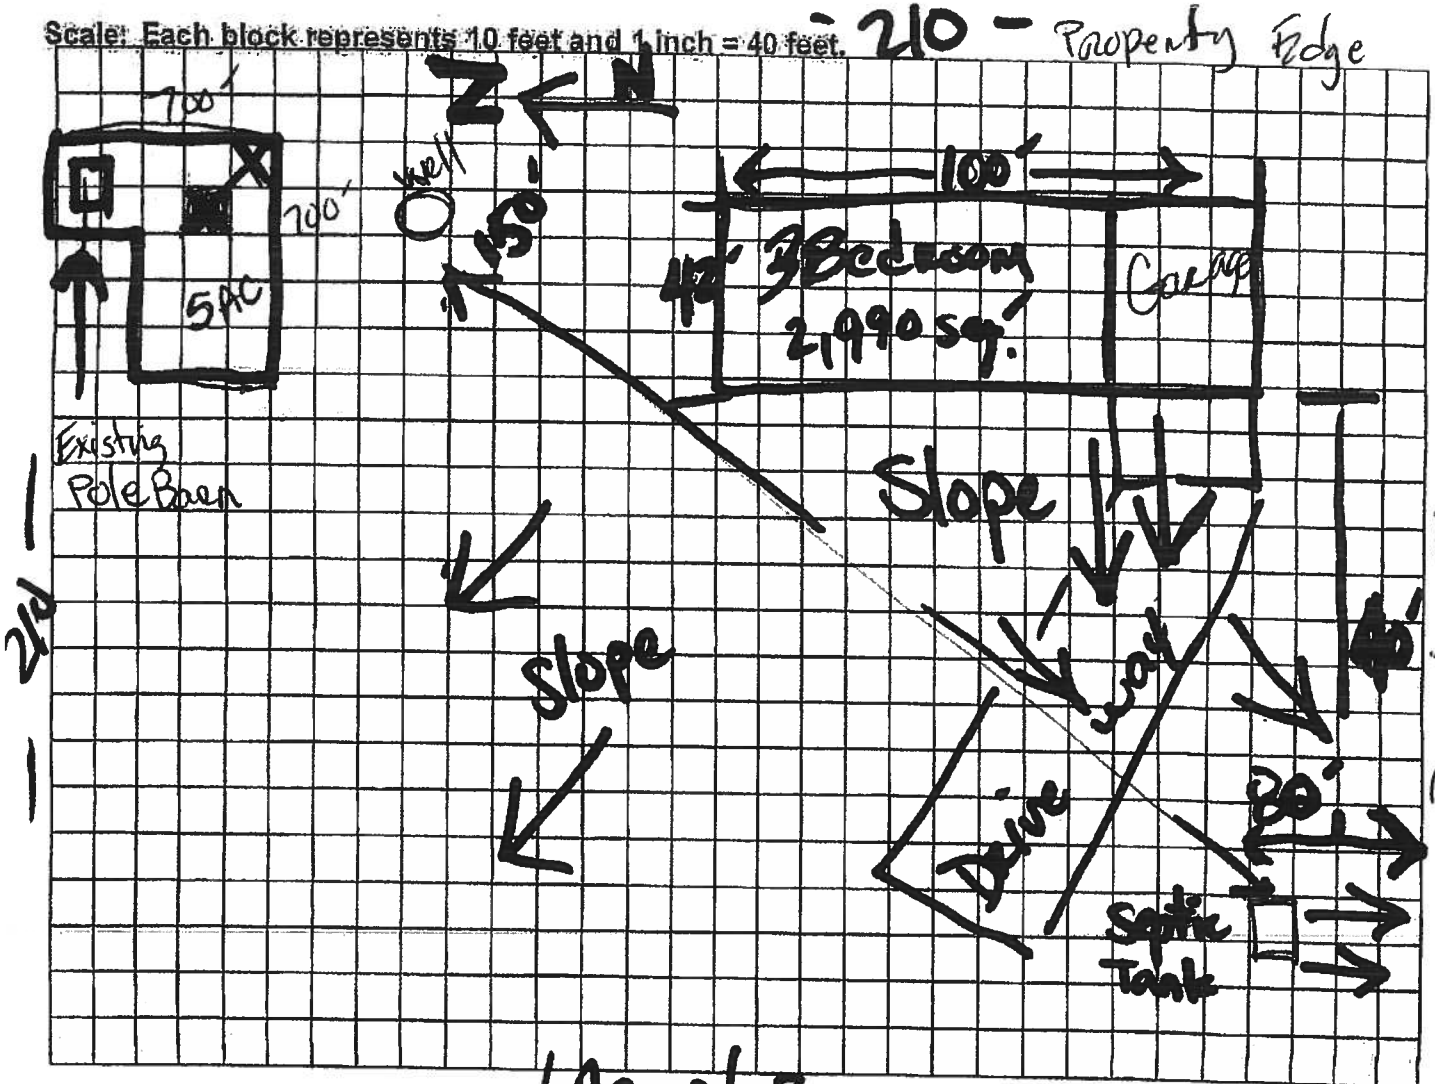 Scale: Each block represents 10 feet and 1 inch = 40 feet.
- 210 - Property Edge
N
N
700'
700'
5AC
Existing
Pole Barn
Well
150'
100'
42'
3 Bedroom
2,990 sq.'
Garage
Slope
210
Slope
Drive way
40'
80'
Septic
Tank